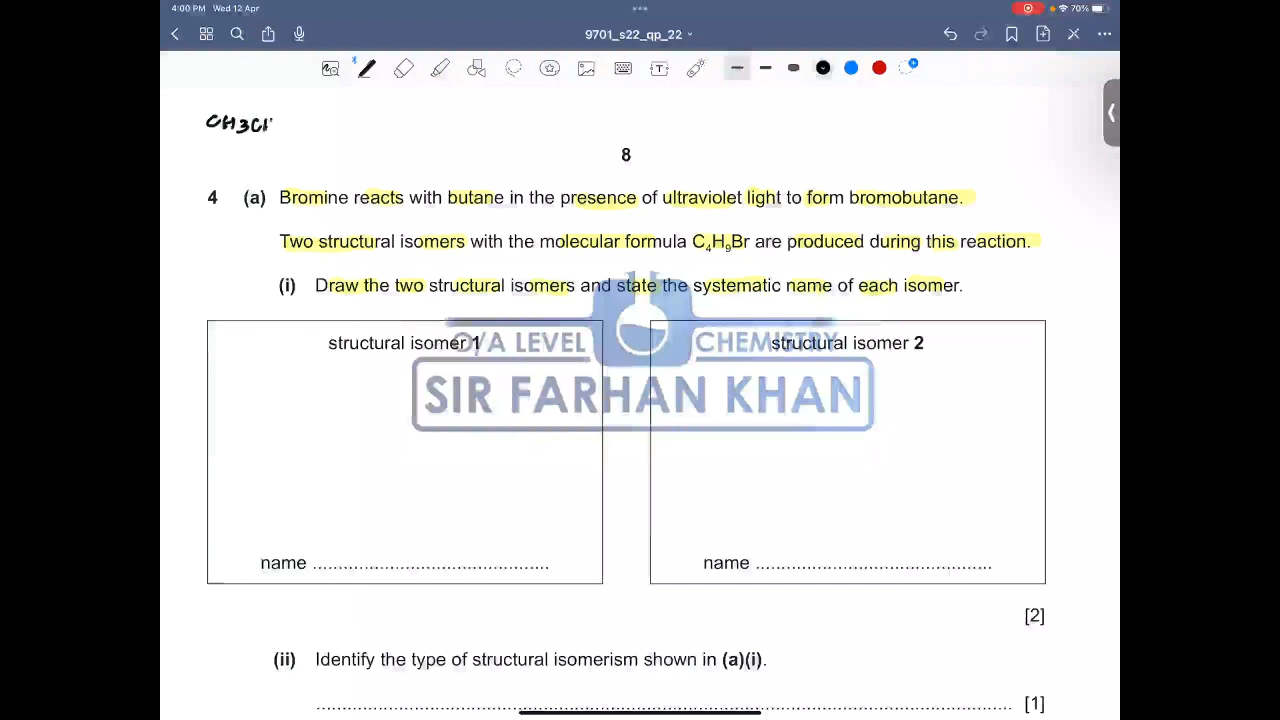 4:00 PM Wed 12 Apr
70%
9701_s22_qp_22
T
8
4 (a) Bromine reacts with butane in the presence of ultraviolet light to form bromobutane.
Two structural isomers with the molecular formula C₄H₉Br are produced during this reaction.
(i) Draw the two structural isomers and state the systematic name of each isomer.
structural isomer 1
structural isomer 2
O/A LEVEL CHEMISTRY
SIR FARHAN KHAN
name ..............................................
name ..............................................
[2]
(ii) Identify the type of structural isomerism shown in (a)(i).
.......................................................................................................................................... [1]